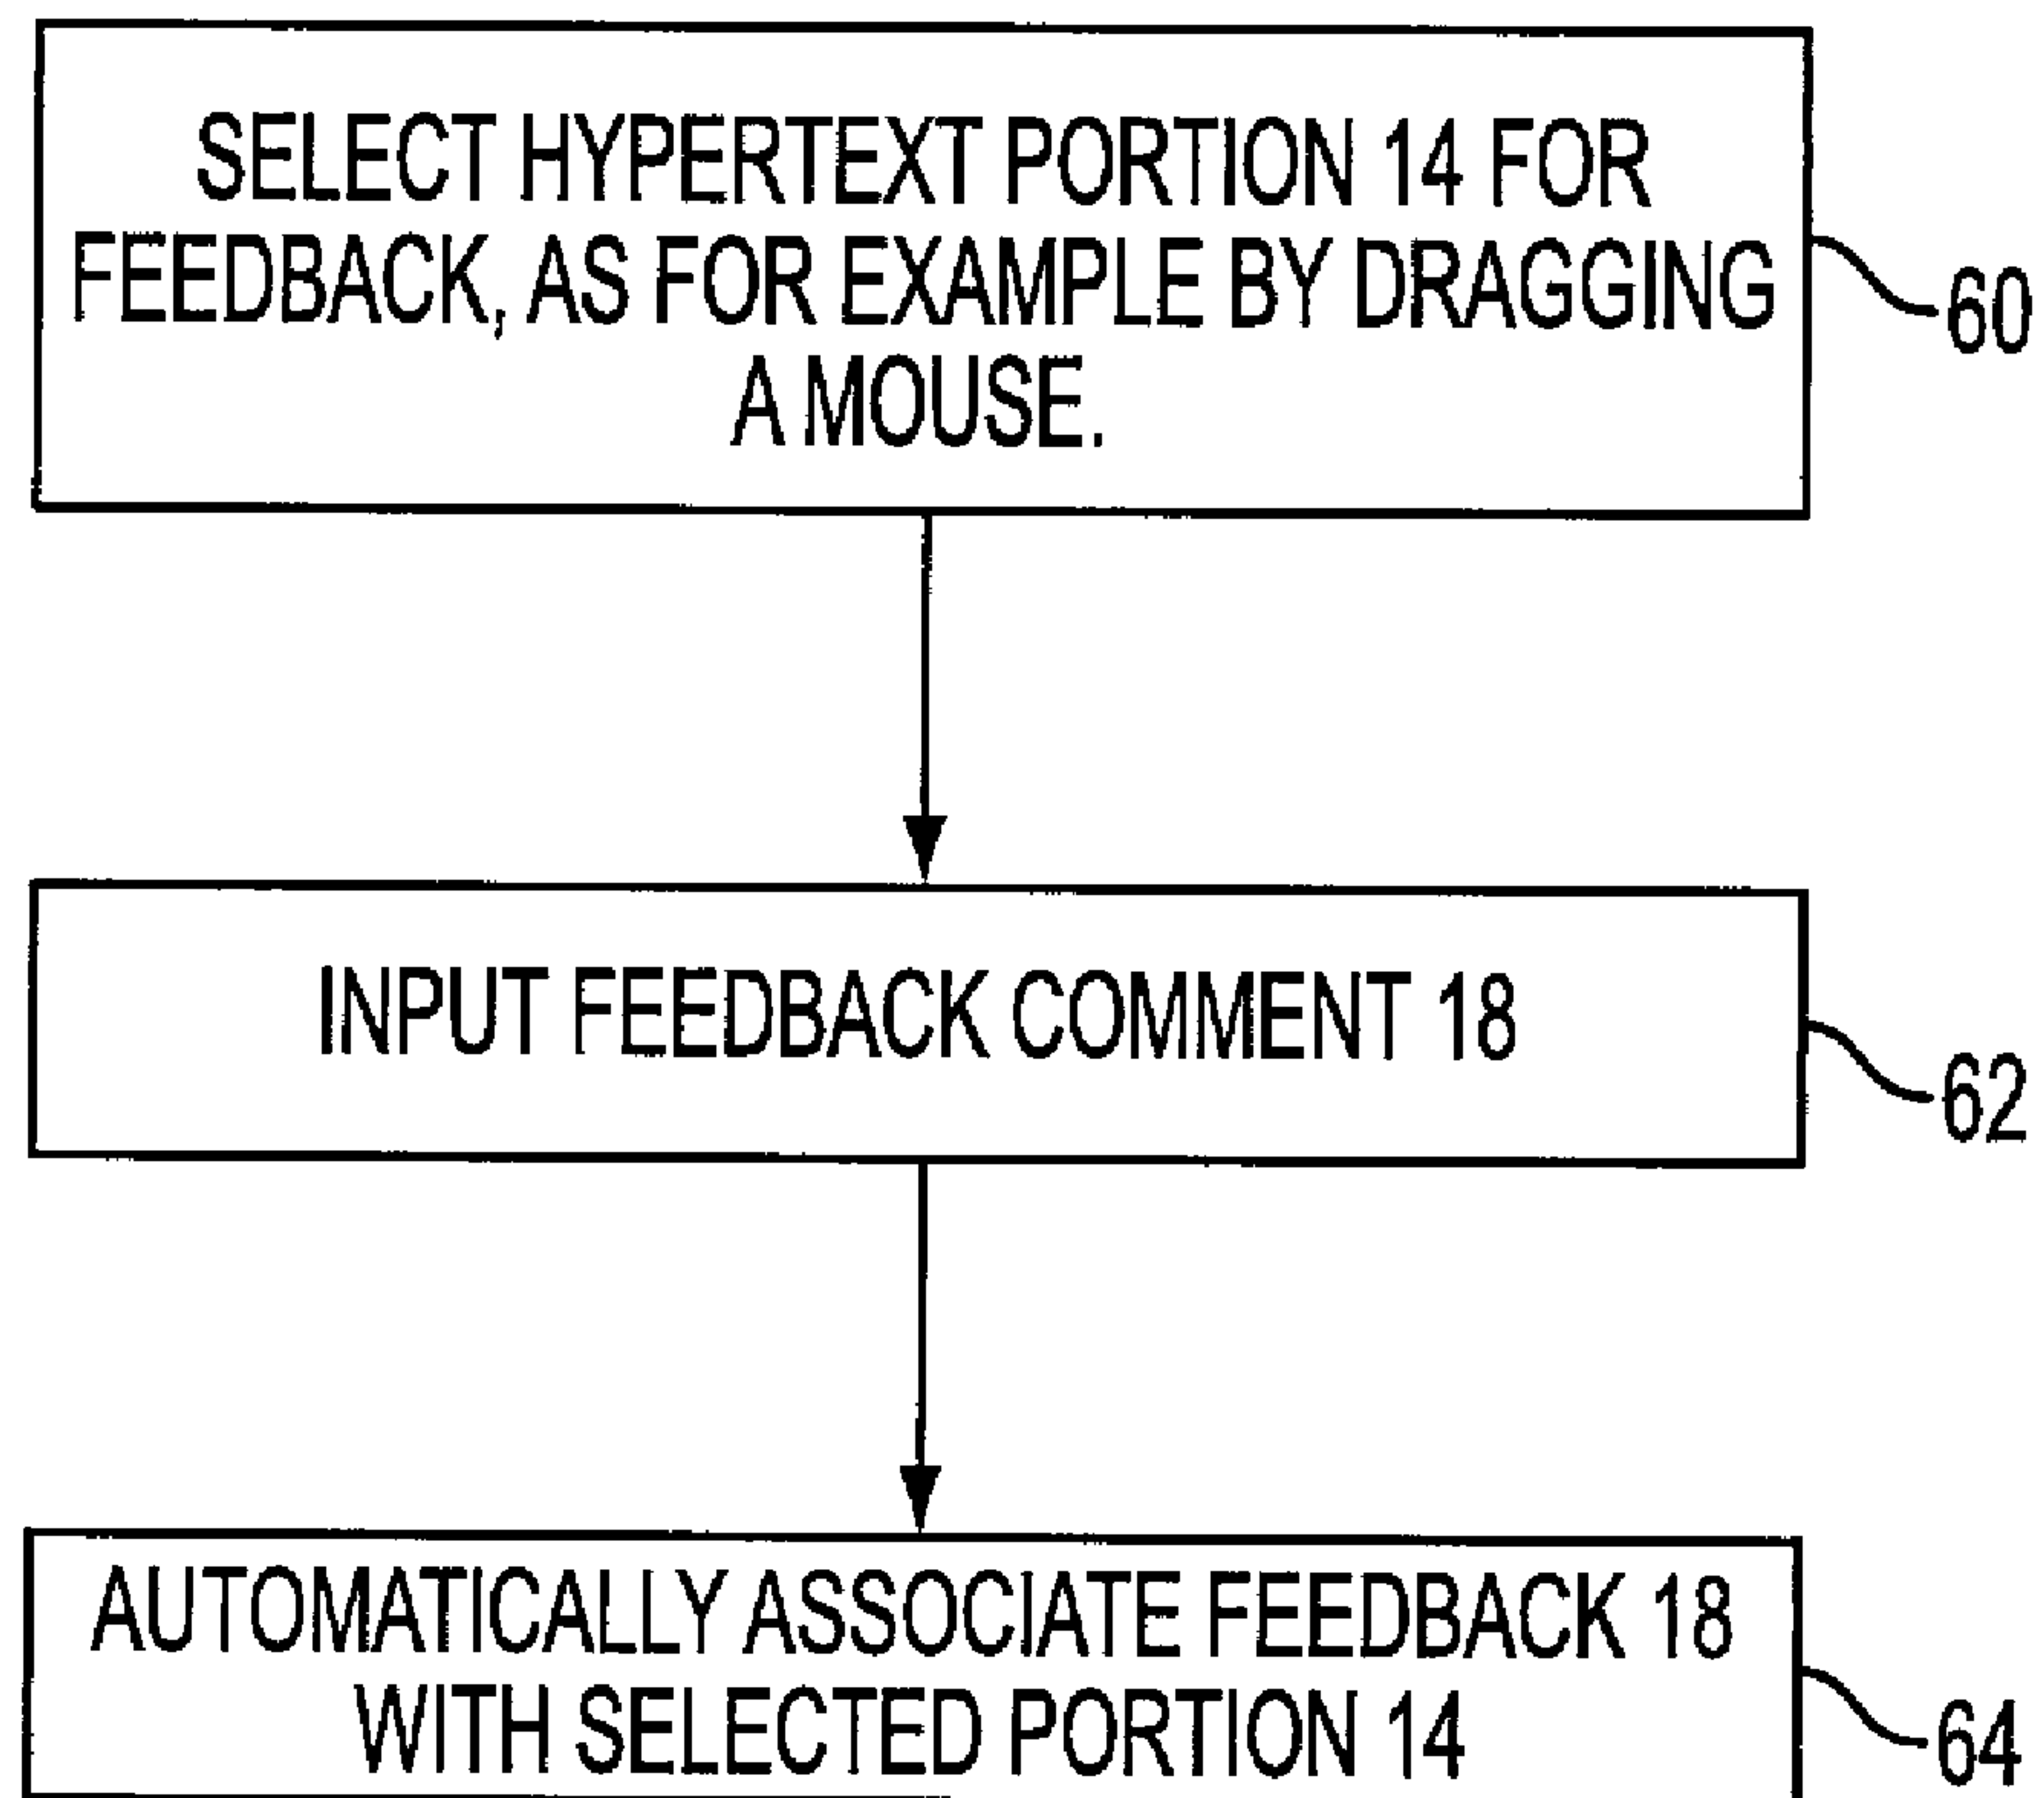 SELECT HYPERTEXT PORTION 14 FOR
FEEDBACK, AS FOR EXAMPLE BY DRAGGING
A MOUSE.
60
INPUT FEEDBACK COMMENT 18
62
AUTOMATICALLY ASSOCIATE FEEDBACK 18
WITH SELECTED PORTION 14
64